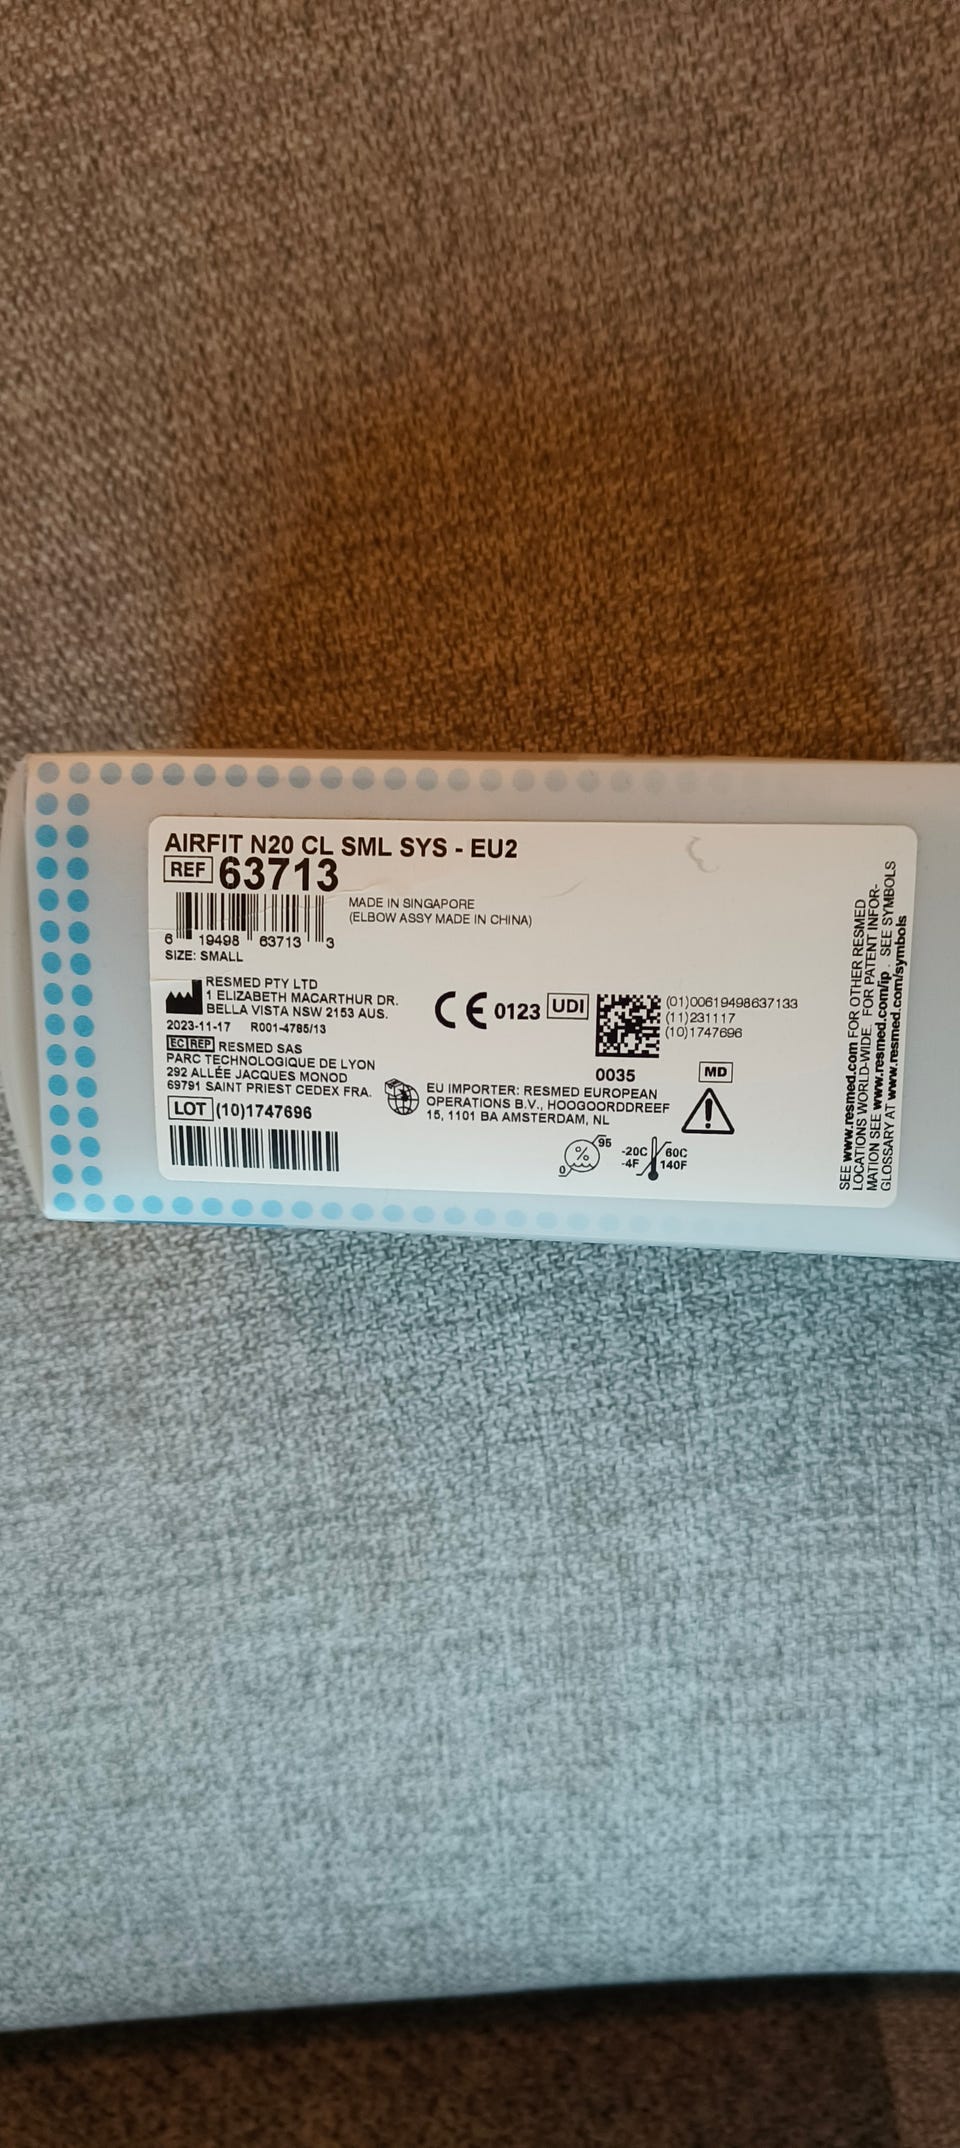 AIRFIT N20 CL SML SYS - EU2
REF 63713
MADE IN SINGAPORE
(ELBOW ASSY MADE IN CHINA)
6 19498 63713 3
SIZE: SMALL
RESMED PTY LTD
1 ELIZABETH MACARTHUR DR.
BELLA VISTA NSW 2153 AUS.
2023-11-17 R001-4785/13
EC REP RESMED SAS
PARC TECHNOLOGIQUE DE LYON
292 ALLÉE JACQUES MONOD
69791 SAINT PRIEST CEDEX FRA.
LOT (10)1747696
CE 0123 UDI
(01)00619498637133
(11)231117
(10)1747696
0035
MD
EU IMPORTER: RESMED EUROPEAN
OPERATIONS B.V., HOOGOORDDREEF
15, 1101 BA AMSTERDAM, NL
0 % 95
-20C 60C
-4F 140F
SEE www.resmed.com FOR OTHER RESMED
LOCATIONS WORLD-WIDE. FOR PATENT INFOR-
MATION SEE www.resmed.com/ip . SEE SYMBOLS
GLOSSARY AT www.resmed.com/symbols